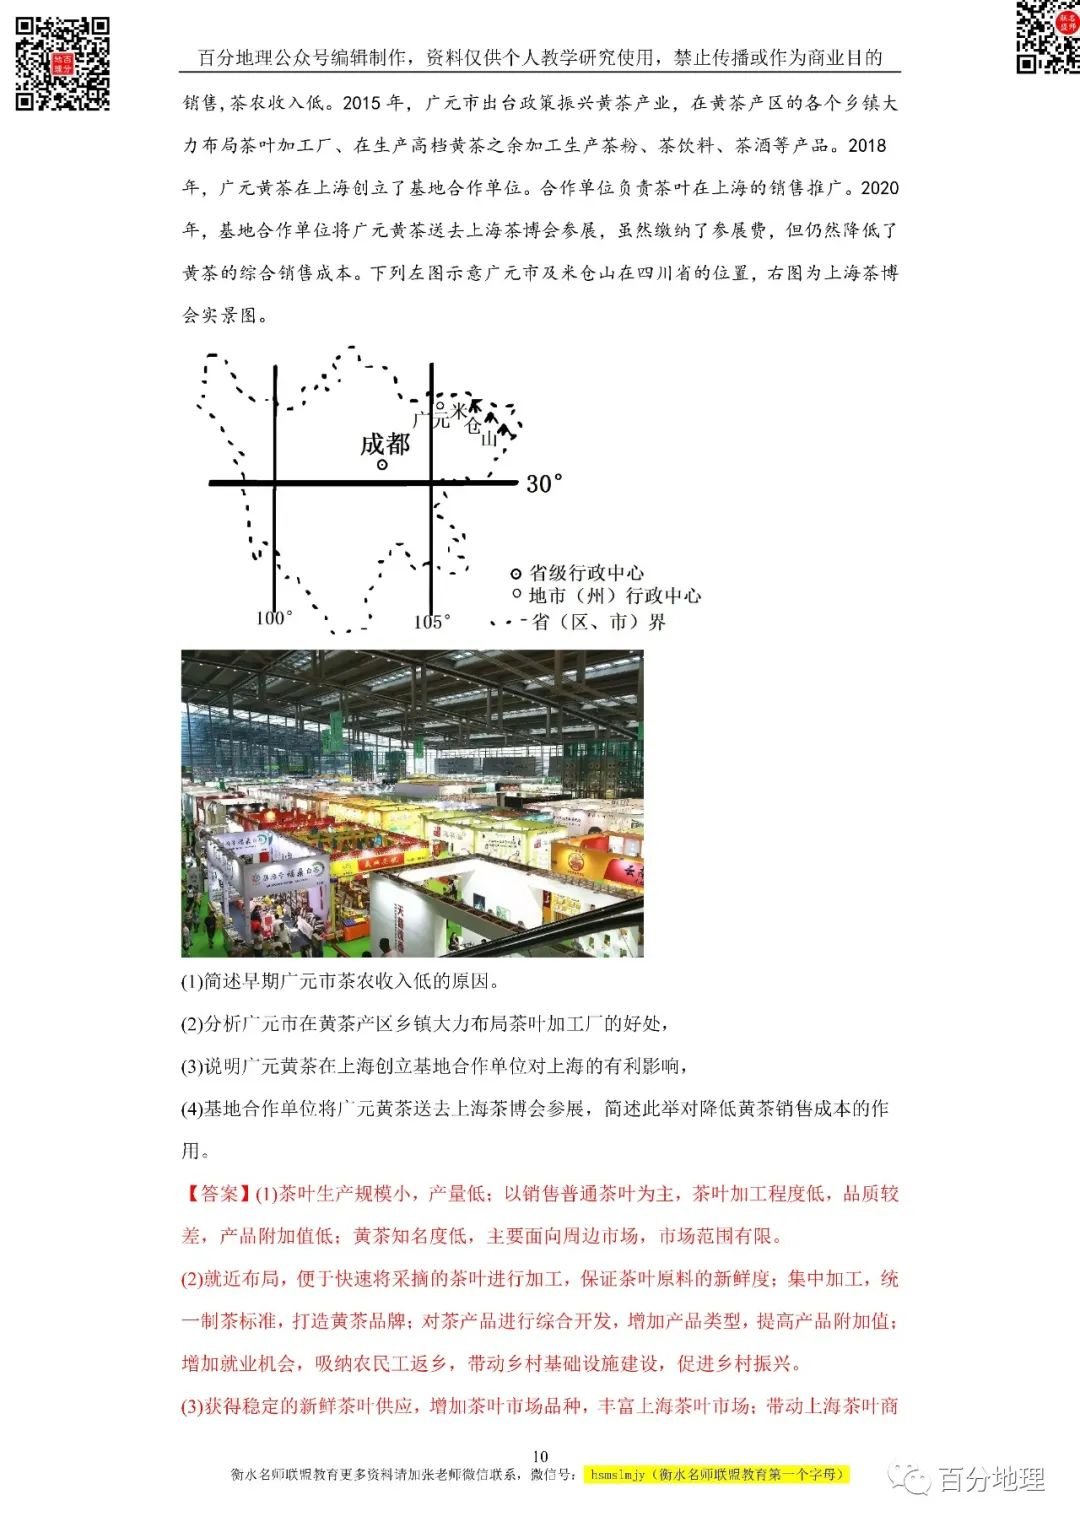 百分地理公众号编辑制作，资料仅供个人教学研究使用，禁止传播或作为商业目的
销售，茶农收入低。2015年，广元市出台政策振兴黄茶产业，在黄茶产区的各个乡镇大
力布局茶叶加工厂、在生产高档黄茶之余加工生产茶粉、茶饮料、茶酒等产品。2018
年，广元黄茶在上海创立了基地合作单位。合作单位负责茶叶在上海的销售推广。2020
年，基地合作单位将广元黄茶送去上海茶博会参展，虽然缴纳了参展费，但仍然降低了
黄茶的综合销售成本。下列左图示意广元市及米仓山在四川省的位置，右图为上海茶博
会实景图。
广元
米仓山
成都
30°
100°
105°
省级行政中心
地市（州）行政中心
省（区、市）界
(1)简述早期广元市茶农收入低的原因。
(2)分析广元市在黄茶产区乡镇大力布局茶叶加工厂的好处，
(3)说明广元黄茶在上海创立基地合作单位对上海的有利影响，
(4)基地合作单位将广元黄茶送去上海茶博会参展，简述此举对降低黄茶销售成本的作
用。
【答案】(1)茶叶生产规模小，产量低；以销售普通茶叶为主，茶叶加工程度低，品质较
差，产品附加值低；黄茶知名度低，主要面向周边市场，市场范围有限。
(2)就近布局，便于快速将采摘的茶叶进行加工，保证茶叶原料的新鲜度；集中加工，统
一制茶标准，打造黄茶品牌；对茶产品进行综合开发，增加产品类型，提高产品附加值；
增加就业机会，吸纳农民工返乡，带动乡村基础设施建设，促进乡村振兴。
(3)获得稳定的新鲜茶叶供应，增加茶叶市场品种，丰富上海茶叶市场；带动上海茶叶商
10
衡水名师联盟教育更多资料请加张老师微信联系，微信号：hsmslmjy（衡水名师联盟教育第一个字母）
百分地理